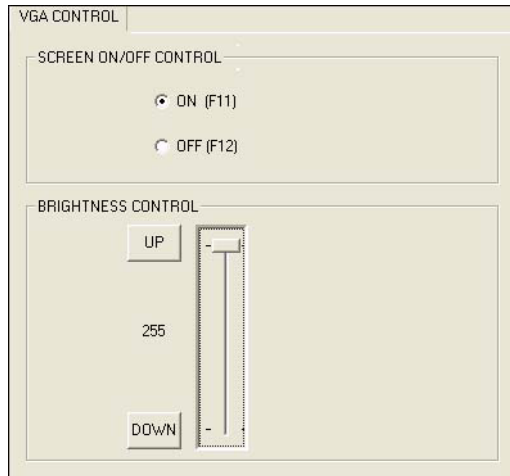 VGA CONTROL
SCREEN ON/OFF CONTROL
ON (F11)
OFF (F12)
BRIGHTNESS CONTROL
UP
255
DOWN